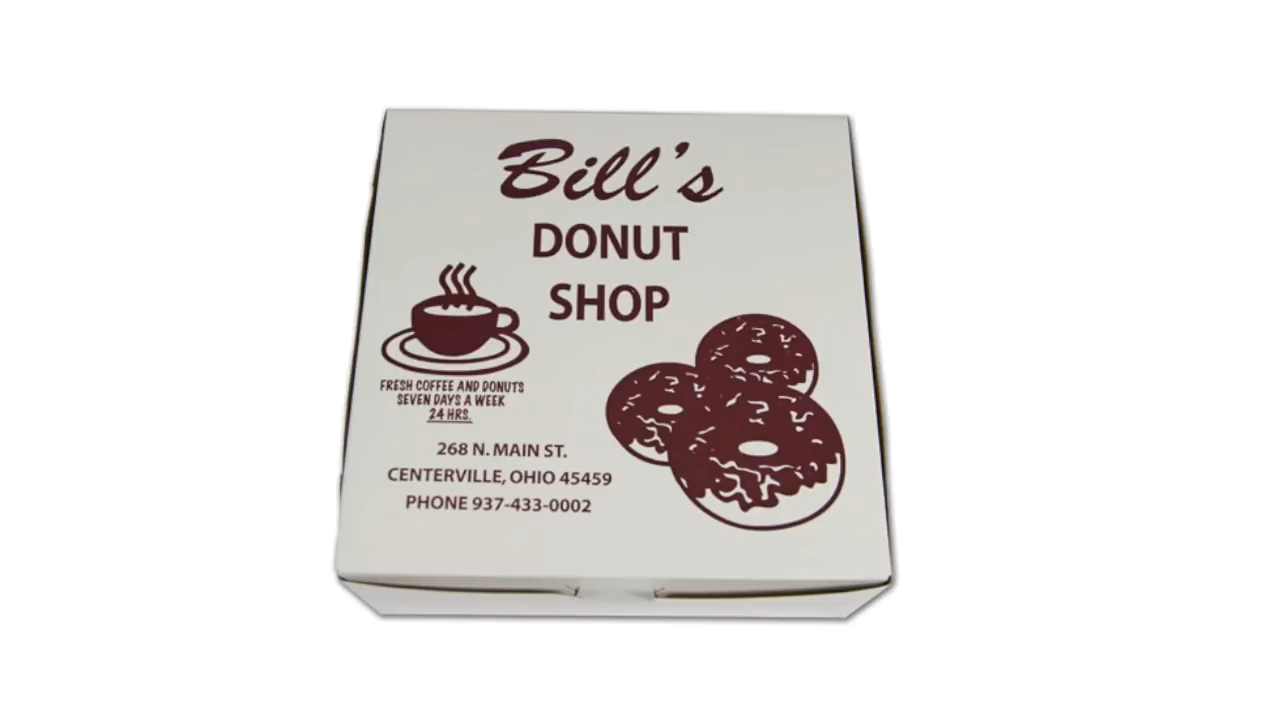 Bill's
DONUT
SHOP
FRESH COFFEE AND DONUTS
SEVEN DAYS A WEEK
24 HRS.
268 N. MAIN ST.
CENTERVILLE, OHIO 45459
PHONE 937-433-0002